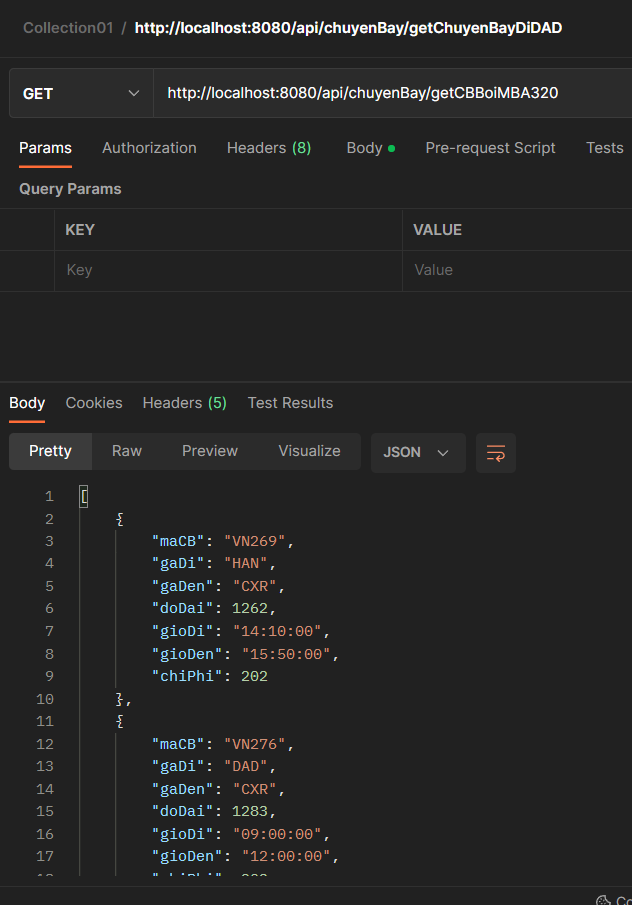 Collection01 / http://localhost:8080/api/chuyenBay/getChuyenBayDiDAD
GET http://localhost:8080/api/chuyenBay/getCBBoiMBA320
Params Authorization Headers (8) Body Pre-request Script Tests
Query Params
KEY VALUE
Key Value
Body Cookies Headers (5) Test Results
Pretty Raw Preview Visualize JSON
1 [
2 {
3 "maCB": "VN269",
4 "gaDi": "HAN",
5 "gaDen": "CXR",
6 "doDai": 1262,
7 "gioDi": "14:10:00",
8 "gioDen": "15:50:00",
9 "chiPhi": 202
10 },
11 {
12 "maCB": "VN276",
13 "gaDi": "DAD",
14 "gaDen": "CXR",
15 "doDai": 1283,
16 "gioDi": "09:00:00",
17 "gioDen": "12:00:00",